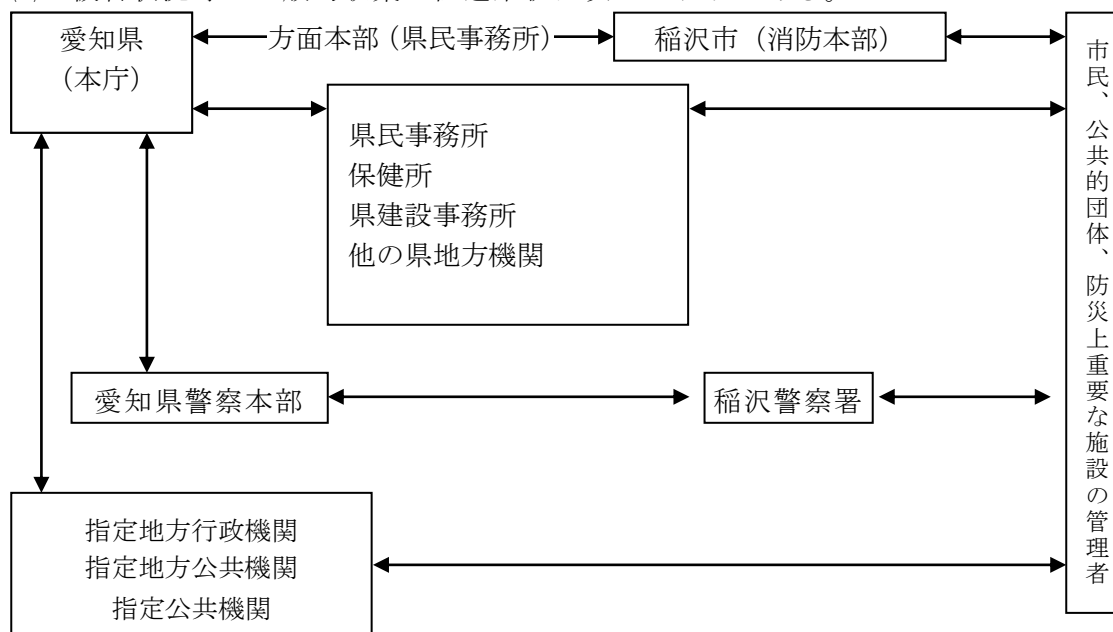 愛知県
(本庁)
方面本部(県民事務所)
稲沢市(消防本部)
県民事務所
保健所
県建設事務所
他の県地方機関
愛知県警察本部
稲沢警察署
指定地方行政機関
指定地方公共機関
指定公共機関
市民、公共的団体、防災上重要な施設の管理者